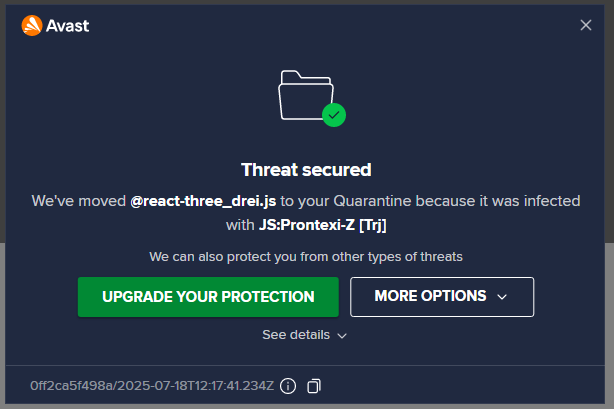 Avast
Threat secured
We've moved @react-three_drei.js to your Quarantine because it was infected
with JS:Prontexi-Z [Trj]
We can also protect you from other types of threats
UPGRADE YOUR PROTECTION
MORE OPTIONS
See details
0ff2ca5f498a/2025-07-18T12:17:41.234Z